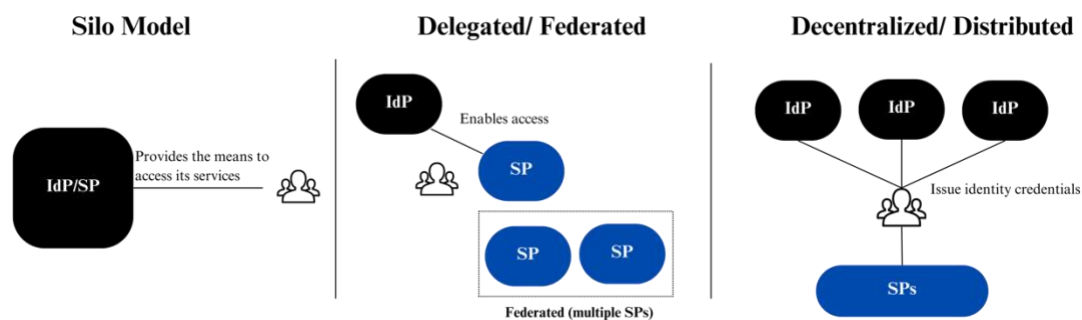 Silo Model
IdP/SP
Provides the means to
access its services
Delegated/ Federated
IdP
Enables access
SP
SP
SP
Federated (multiple SPs)
Decentralized/ Distributed
IdP
IdP
IdP
Issue identity credentials
SPs